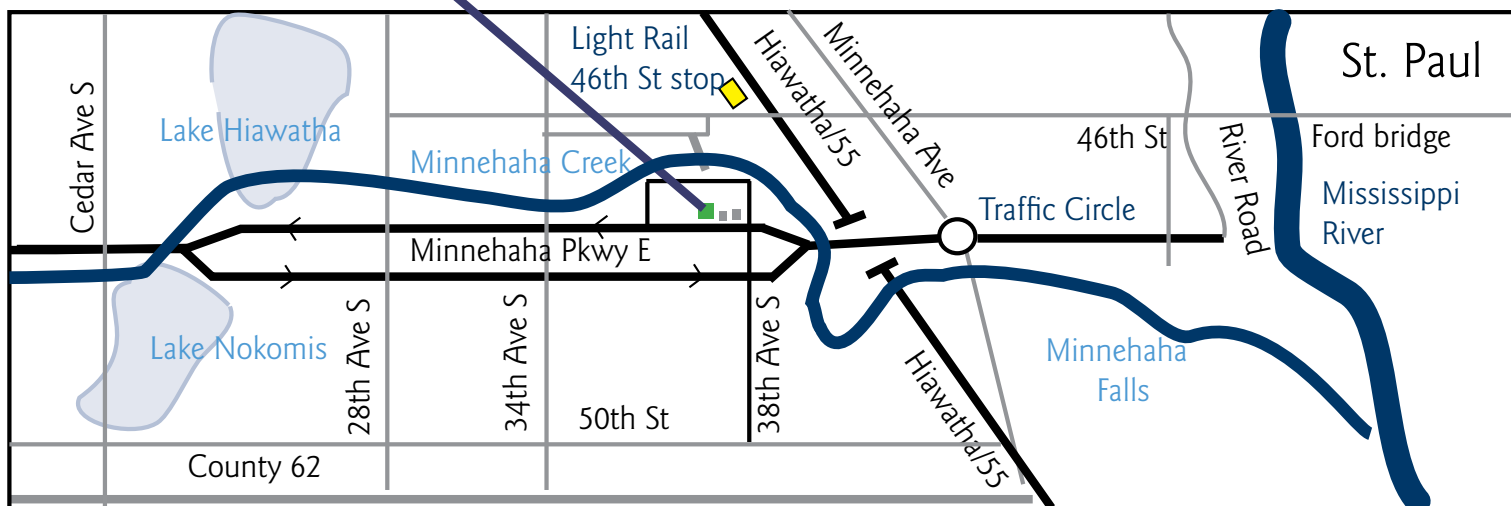 Light Rail
46th St stop
Hiawatha/55
Minnehaha Ave
St. Paul
Cedar Ave S
Lake Hiawatha
Minnehaha Creek
46th St
River Road
Ford bridge
Mississippi
River
Traffic Circle
Minnehaha Pkwy E
Lake Nokomis
28th Ave S
34th Ave S
50th St
38th Ave S
Hiawatha/55
Minnehaha
Falls
County 62